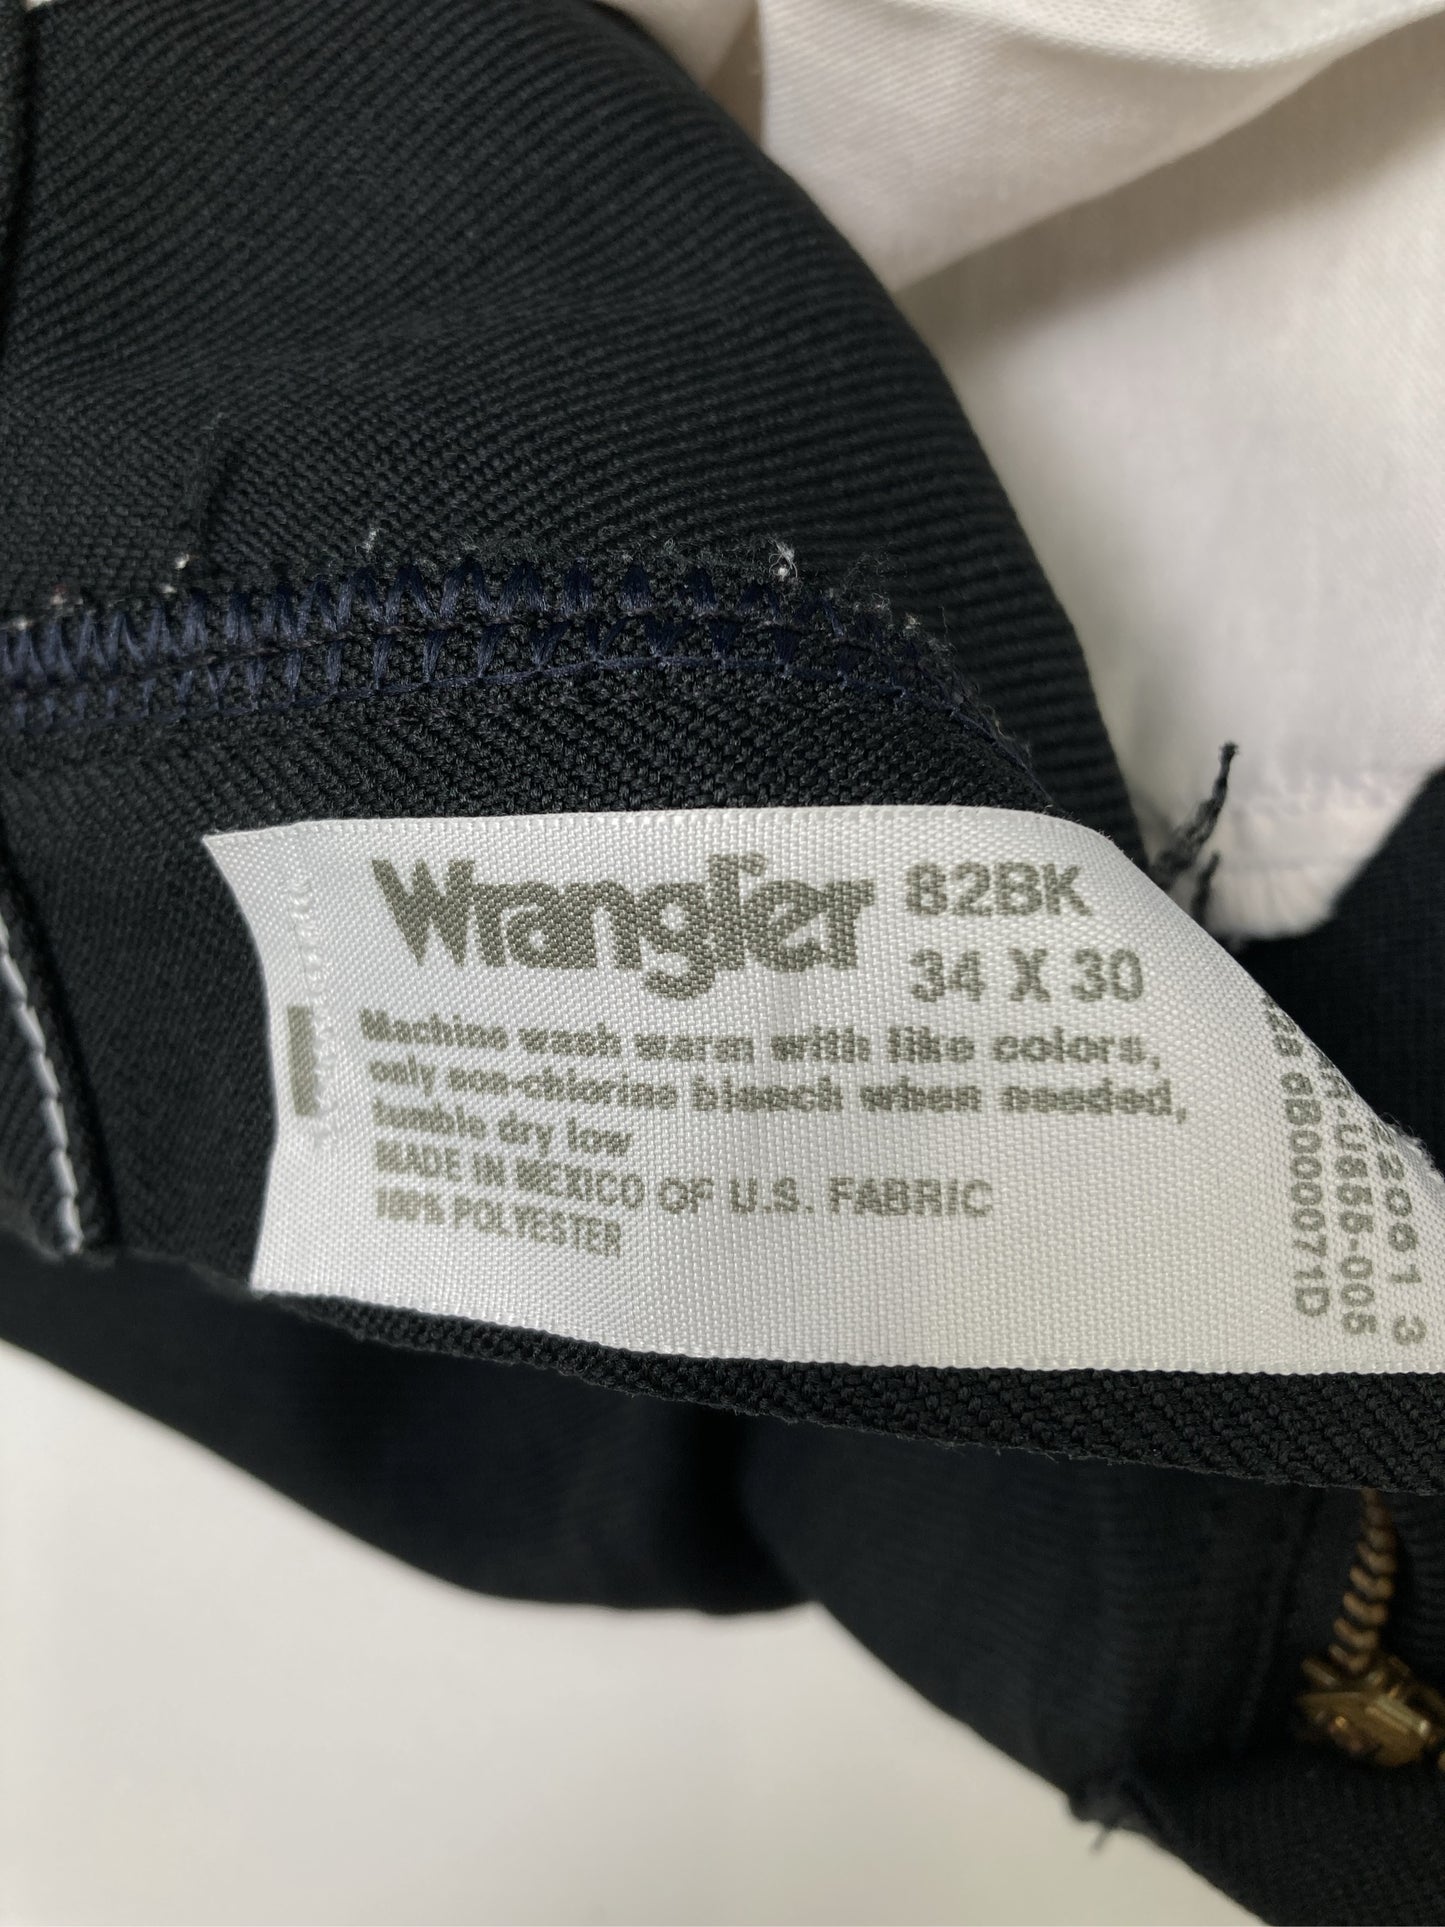 Wrangler 82BK
34 X 30
Machine wash warm with like colors,
only non-chlorine bleach when needed,
tumble dry low
MADE IN MEXICO OF U.S. FABRIC
100% POLYESTER